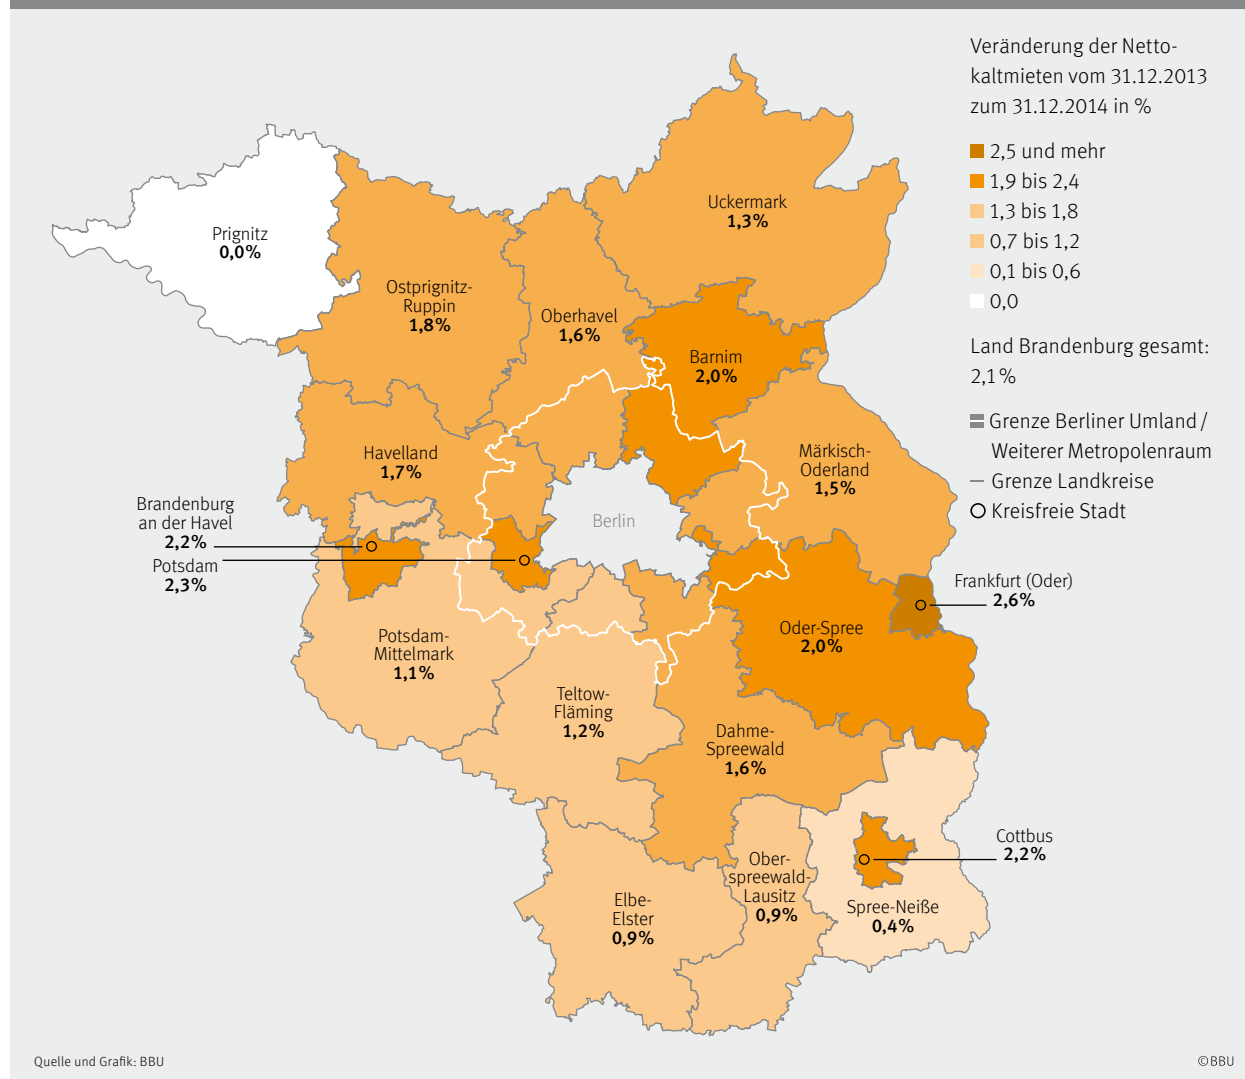 Veränderung der Netto-
kaltmieten vom 31.12.2013
zum 31.12.2014 in %
2,5 und mehr
1,9 bis 2,4
1,3 bis 1,8
0,7 bis 1,2
0,1 bis 0,6
0,0
Land Brandenburg gesamt:
2,1 %
Grenze Berliner Umland /
Weiterer Metropolenraum
Grenze Landkreise
Kreisfreie Stadt
Prignitz
0,0%
Uckermark
1,3%
Ostprignitz-
Ruppin
1,8%
Oberhavel
1,6%
Barnim
2,0%
Havelland
1,7%
Märkisch-
Oderland
1,5%
Brandenburg
an der Havel
2,2%
Potsdam
2,3%
Berlin
Frankfurt (Oder)
2,6%
Potsdam-
Mittelmark
1,1%
Oder-Spree
2,0%
Teltow-
Fläming
1,2%
Dahme-
Spreewald
1,6%
Cottbus
2,2%
Ober-
spreewald-
Lausitz
0,9%
Elbe-
Elster
0,9%
Spree-Neiße
0,4%
Quelle und Grafik: BBU
©BBU